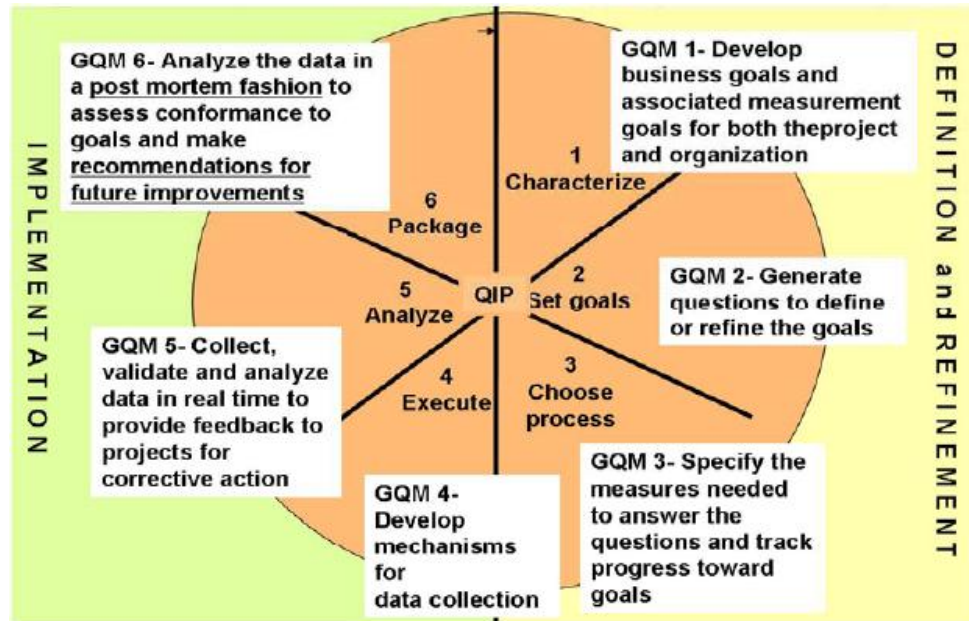 GQM 6- Analyze the data in
a post mortem fashion to
assess conformance to
goals and make
recommendations for
future improvements
GQM 1- Develop
business goals and
associated measurement
goals for both theproject
and organization
IMPLEMENTATION
DEFINITION and REFINEMENT
1
Characterize
6
Package
QIP
2
Set goals
5
Analyze
GQM 2- Generate
questions to define
or refine the goals
GQM 5- Collect,
validate and analyze
data in real time to
provide feedback to
projects for
corrective action
4
Execute
3
Choose
process
GQM 4-
Develop
mechanisms
for
data collection
GQM 3- Specify the
measures needed
to answer the
questions and track
progress toward
goals